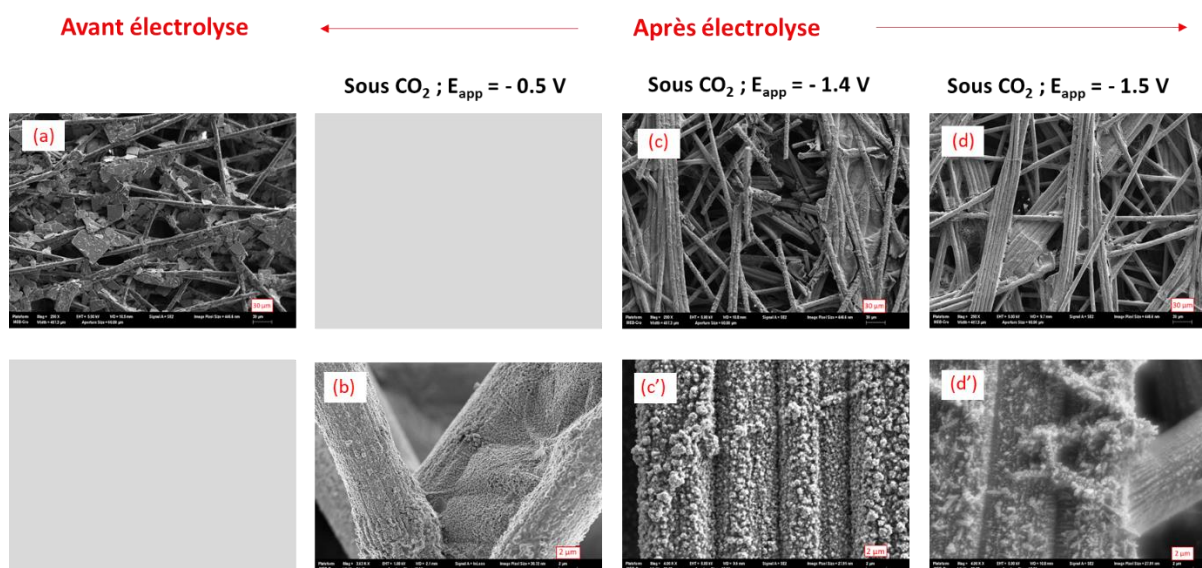 Avant électrolyse
Après électrolyse
Sous CO₂ ; Eapp = - 0.5 V
Sous CO₂ ; Eapp = - 1.4 V
Sous CO₂ ; Eapp = - 1.5 V
(a)
(c)
(d)
30 µm
30 µm
30 µm
(b)
(c’)
(d’)
2 µm
2 µm
2 µm